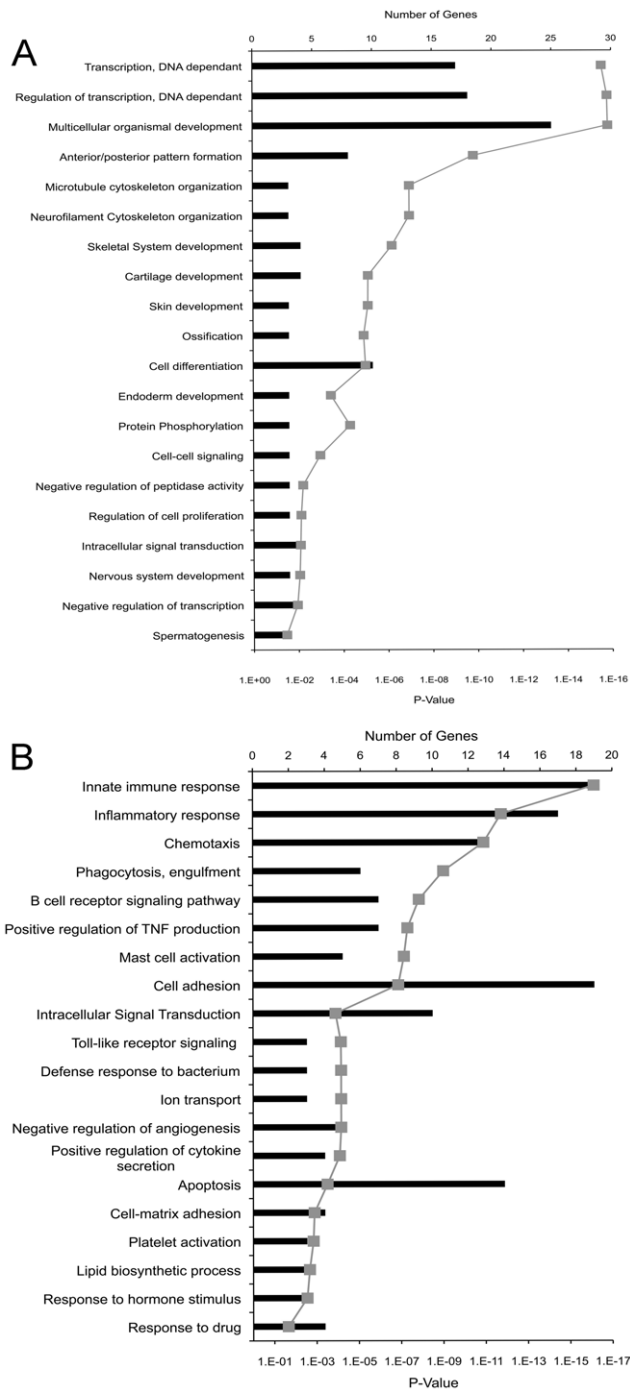 Number of Genes
A
0 5 10 15 20 25 30
Transcription, DNA dependant
Regulation of transcription, DNA dependant
Multicellular organismal development
Anterior/posterior pattern formation
Microtubule cytoskeleton organization
Neurofilament Cytoskeleton organization
Skeletal System development
Cartilage development
Skin development
Ossification
Cell differentiation
Endoderm development
Protein Phosphorylation
Cell-cell signaling
Negative regulation of peptidase activity
Regulation of cell proliferation
Intracellular signal transduction
Nervous system development
Negative regulation of transcription
Spermatogenesis
1.E+00 1.E-02 1.E-04 1.E-06 1.E-08 1.E-10 1.E-12 1.E-14 1.E-16
P-Value
Number of Genes
B
0 2 4 6 8 10 12 14 16 18 20
Innate immune response
Inflammatory response
Chemotaxis
Phagocytosis, engulfment
B cell receptor signaling pathway
Positive regulation of TNF production
Mast cell activation
Cell adhesion
Intracellular Signal Transduction
Toll-like receptor signaling
Defense response to bacterium
Ion transport
Negative regulation of angiogenesis
Positive regulation of cytokine
secretion
Apoptosis
Cell-matrix adhesion
Platelet activation
Lipid biosynthetic process
Response to hormone stimulus
Response to drug
1.E-01 1.E-03 1.E-05 1.E-07 1.E-09 1.E-11 1.E-13 1.E-15 1.E-17
P-Value